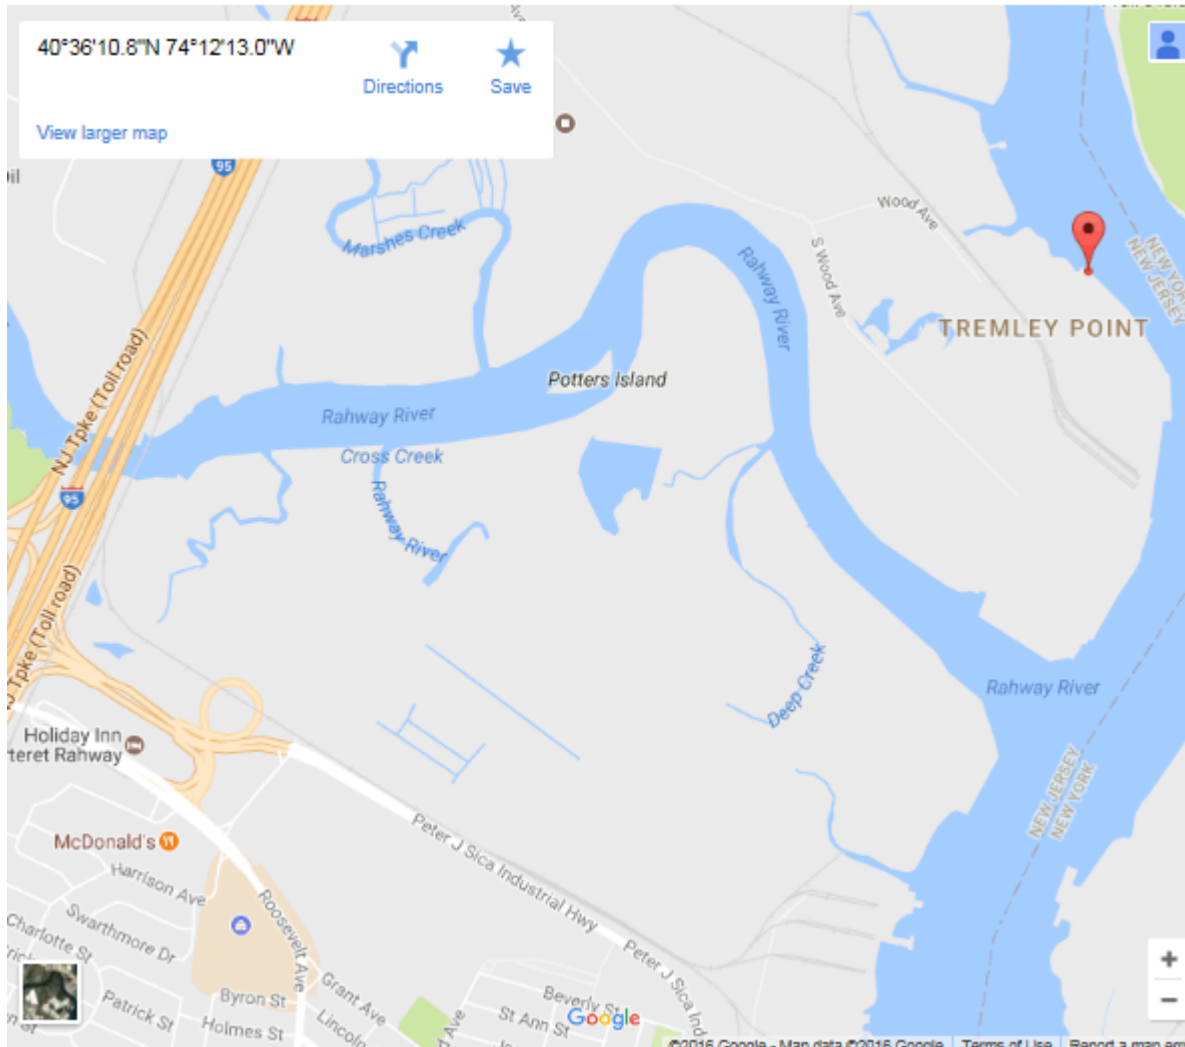 40°36'10.8"N 74°12'13.0"W
Directions
Save
View larger map
95
Marshes Creek
Wood Ave
S Wood Ave
Rahway River
NEW YORK
NEW JERSEY
TREMLEY POINT
Potters Island
NJ Tpke (Toll road)
Rahway River
Cross Creek
95
Rahway River
Tpke (Toll road)
Deep Creek
Rahway River
Holiday Inn
rteret Rahway
NEW JERSEY
NEW YORK
McDonald's
Peter J Sica Industrial Hwy
Harrison Ave
Roosevelt Ave
Swarthmore Dr
Charlotte St
Peter J Sica Ind
Grant Ave
Byron St
Patrick St
Lincoln
Holmes St
Beverly St
St Ann St
Ave
Google
©2016 Google - Map data ©2016 Google
Terms of Use
Report a map err